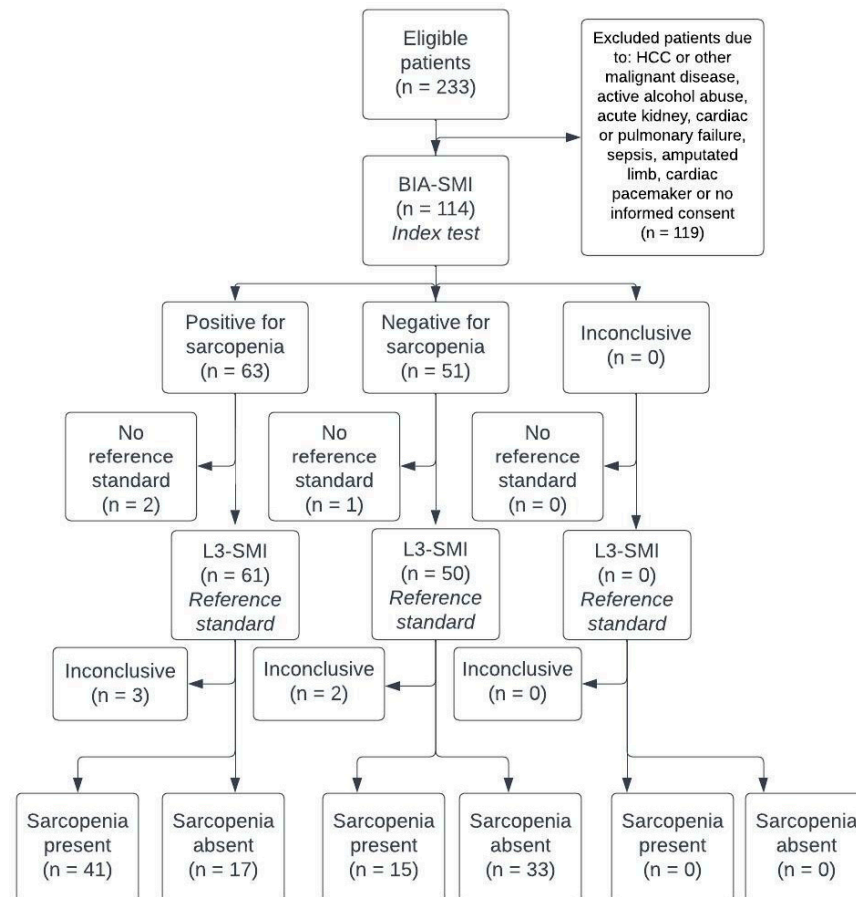 Eligible
patients
(n = 233)
Excluded patients due
to: HCC or other
malignant disease,
active alcohol abuse,
acute kidney, cardiac
or pulmonary failure,
sepsis, amputated
limb, cardiac
pacemaker or no
informed consent
(n = 119)
BIA-SMI
(n = 114)
Index test
Positive for
sarcopenia
(n = 63)
Negative for
sarcopenia
(n = 51)
Inconclusive
(n = 0)
No
reference
standard
(n = 2)
No
reference
standard
(n = 1)
No
reference
standard
(n = 0)
L3-SMI
(n = 61)
Reference
standard
L3-SMI
(n = 50)
Reference
standard
L3-SMI
(n = 0)
Reference
standard
Inconclusive
(n = 3)
Inconclusive
(n = 2)
Inconclusive
(n = 0)
Sarcopenia
present
(n = 41)
Sarcopenia
absent
(n = 17)
Sarcopenia
present
(n = 15)
Sarcopenia
absent
(n = 33)
Sarcopenia
present
(n = 0)
Sarcopenia
absent
(n = 0)